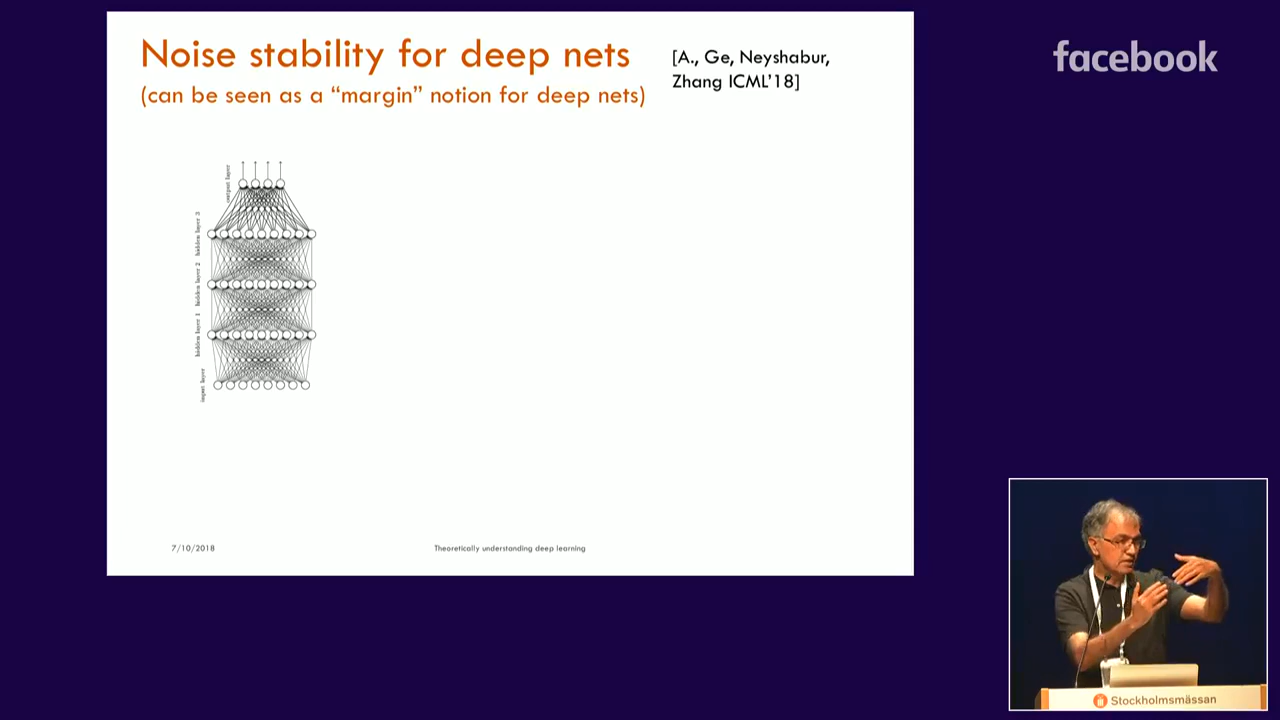 Noise stability for deep nets
(can be seen as a “margin” notion for deep nets)
[A., Ge, Neyshabur,
Zhang ICML’18]
facebook
output layer
hidden layer 3
hidden layer 2
hidden layer 1
input layer
7/10/2018
Theoretically understanding deep learning
Stockholmsmässan